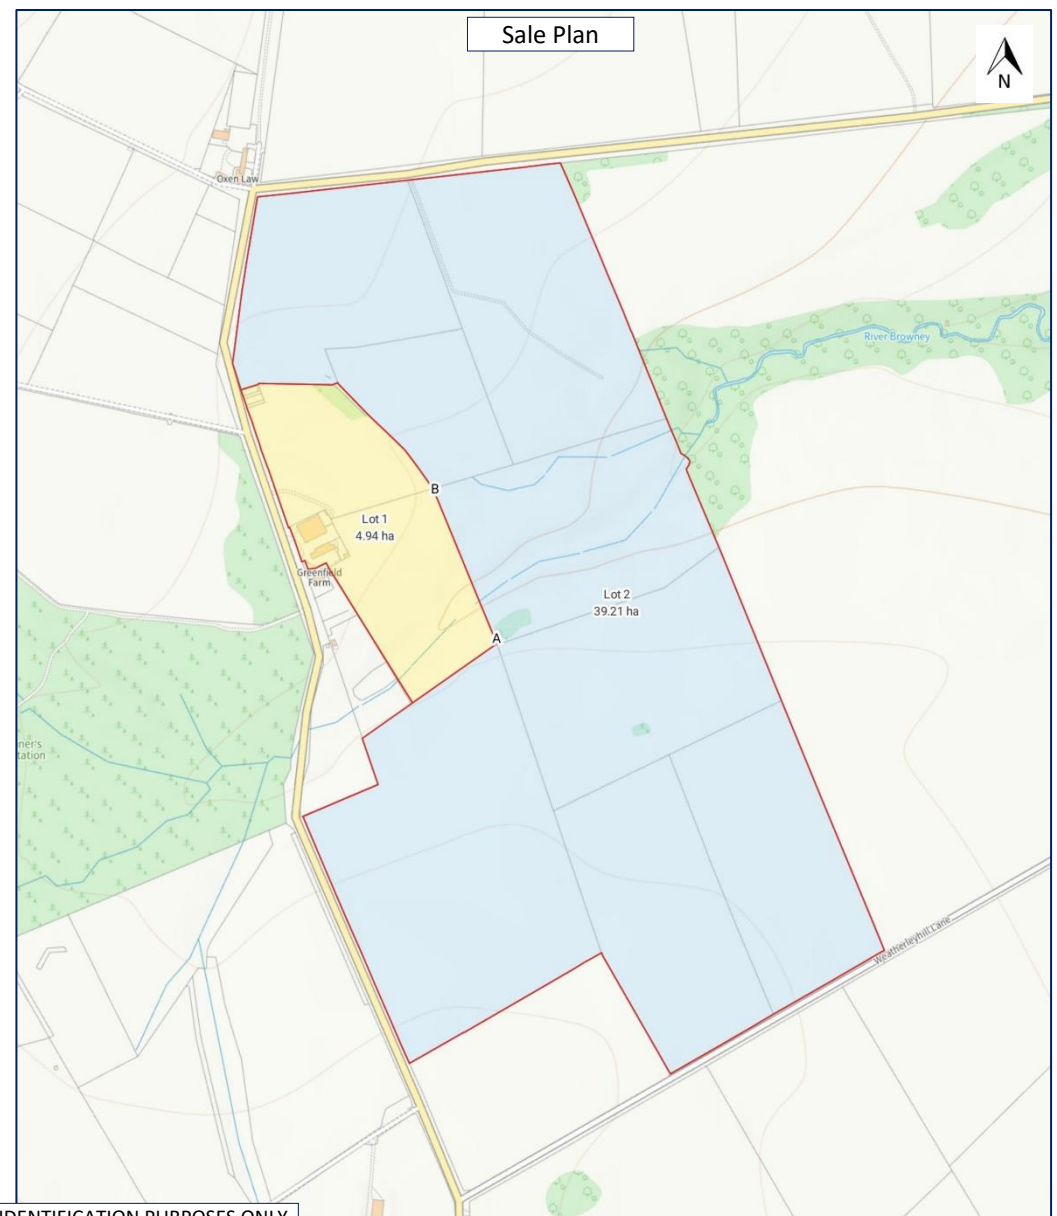 Sale Plan
N
Oxen Law
River Browney
B
Lot 1
4.94 ha
Greenfield
Farm
Lot 2
39.21 ha
A
ner's
tation
Weatherleyhill Lane
IDENTIFICATION PURPOSES ONLY